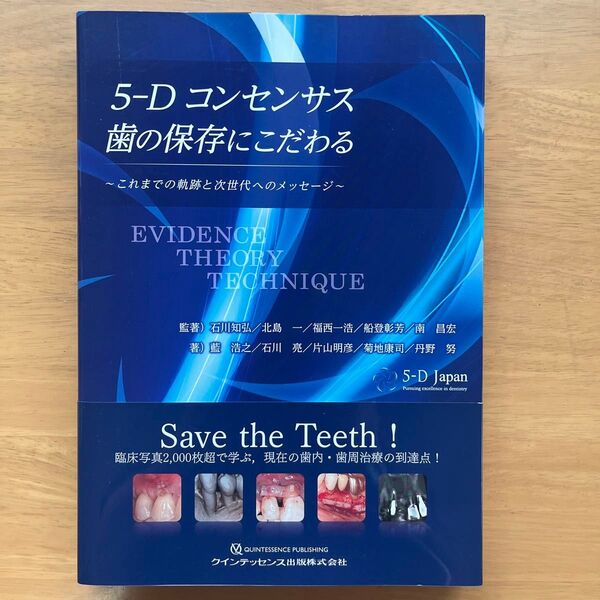 5-D コンセンサス
歯の保存にこだわる
～これまでの軌跡と次世代へのメッセージ～
EVIDENCE
THEORY
TECHNIQUE
監著）石川知弘／北島 一／福西一浩／船登彰芳／南 昌宏
著）藍 浩之／石川 亮／片山明彦／菊地康司／丹野 努
5-D Japan
Pursuing excellence in dentistry
Save the Teeth !
臨床写真2,000枚超で学ぶ，現在の歯内・歯周治療の到達点！
QUINTESSENCE PUBLISHING
クインテッセンス出版株式会社